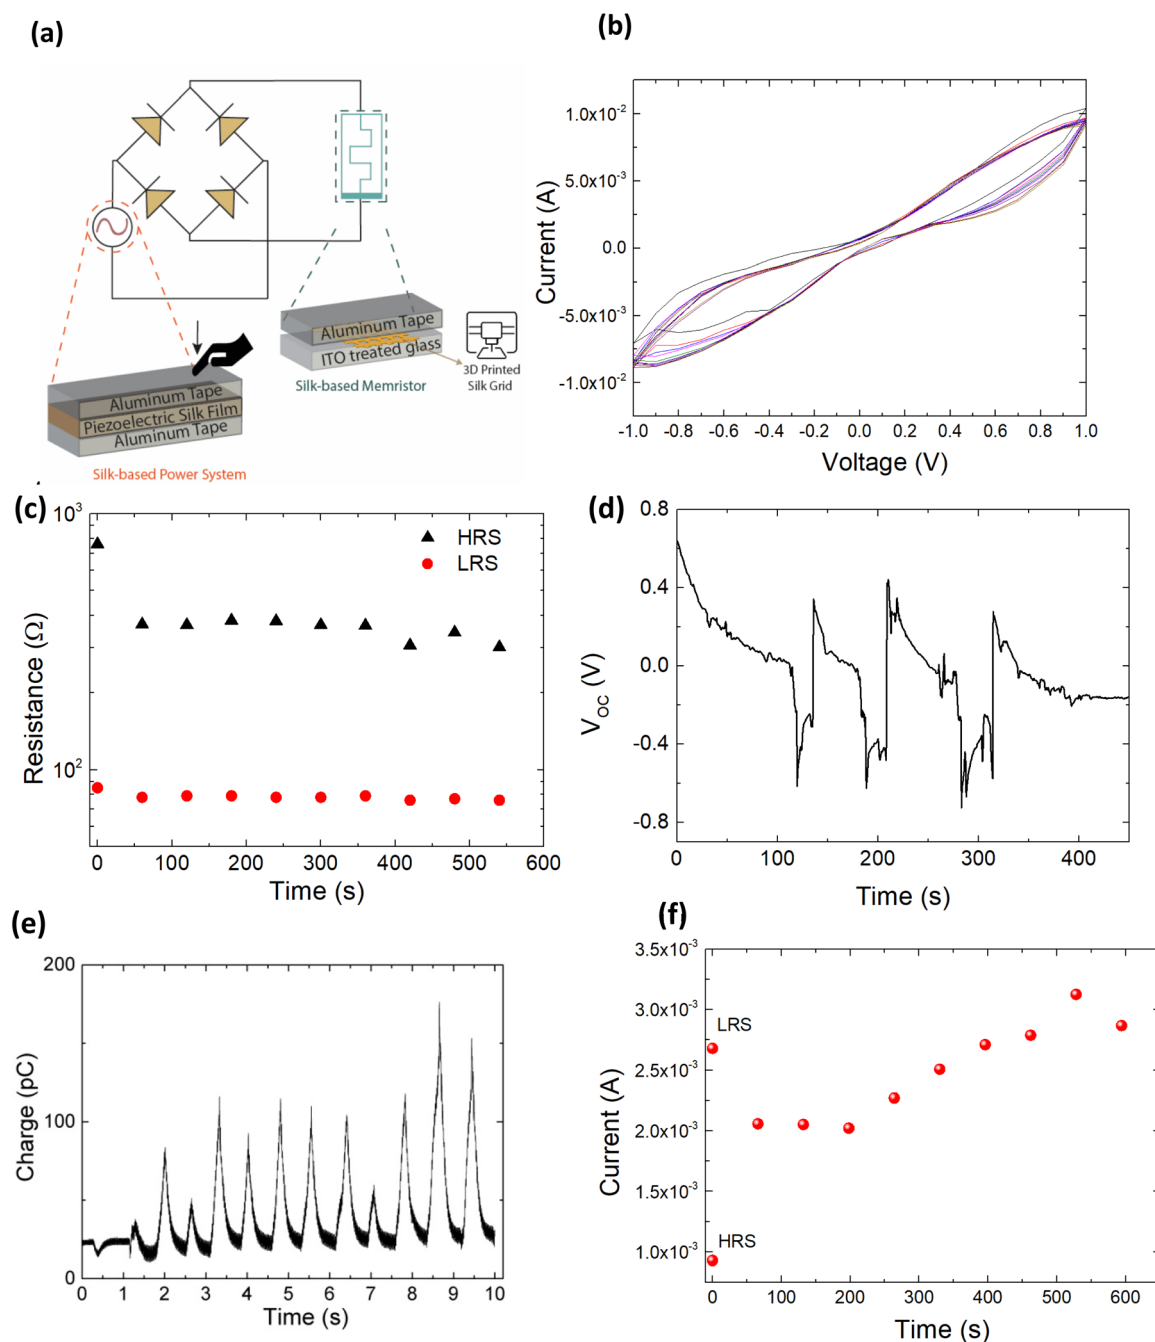 (a)
Aluminum Tape
ITO treated glass
Silk-based Memristor
3D Printed
Silk Grid
Aluminum Tape
Piezoelectric Silk Film
Aluminum Tape
Silk-based Power System
(b)
Current (A)
1.0x10⁻²
5.0x10⁻³
0.0
-5.0x10⁻³
-1.0x10⁻²
-1.0 -0.8 -0.6 -0.4 -0.2 0.0 0.2 0.4 0.6 0.8 1.0
Voltage (V)
(c)
Resistance (Ω)
10³
10²
HRS
LRS
0 100 200 300 400 500 600
Time (s)
(d)
V_OC (V)
0.8
0.4
0.0
-0.4
-0.8
0 100 200 300 400
Time (s)
(e)
Charge (pC)
200
100
0
0 1 2 3 4 5 6 7 8 9 10
Time (s)
(f)
Current (A)
3.5x10⁻³
3.0x10⁻³
2.5x10⁻³
2.0x10⁻³
1.5x10⁻³
1.0x10⁻³
LRS
HRS
0 100 200 300 400 500 600
Time (s)